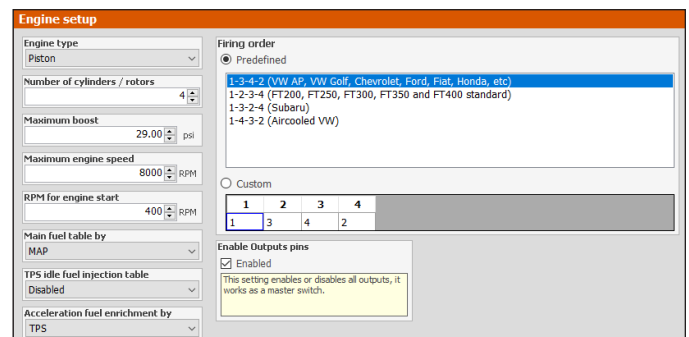 Engine setup
Engine type
Piston
Number of cylinders / rotors
4
Maximum boost
29.00 psi
Maximum engine speed
8000 RPM
RPM for engine start
400 RPM
Main fuel table by
MAP
TPS idle fuel injection table
Disabled
Acceleration fuel enrichment by
TPS
Firing order
Predefined
1-3-4-2 (VW AP, VW Golf, Chevrolet, Ford, Fiat, Honda, etc)
1-2-3-4 (FT200, FT250, FT300, FT350 and FT400 standard)
1-3-2-4 (Subaru)
1-4-3-2 (Aircooled VW)
Custom
1 2 3 4
1 3 4 2
Enable Outputs pins
Enabled
This setting enables or disables all outputs, it
works as a master switch.